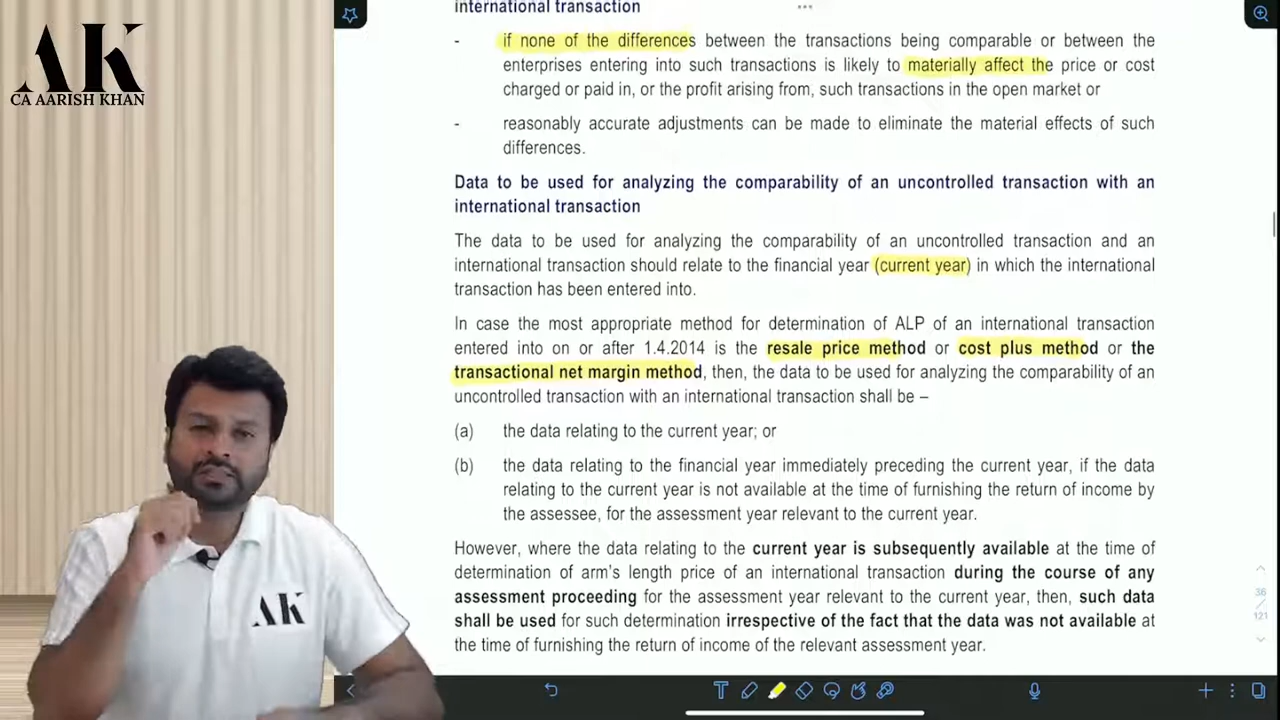 AK
CA AARISH KHAN
international transaction
- if none of the differences between the transactions being comparable or between the
enterprises entering into such transactions is likely to materially affect the price or cost
charged or paid in, or the profit arising from, such transactions in the open market or
- reasonably accurate adjustments can be made to eliminate the material effects of such
differences.
Data to be used for analyzing the comparability of an uncontrolled transaction with an
international transaction
The data to be used for analyzing the comparability of an uncontrolled transaction and an
international transaction should relate to the financial year (current year) in which the international
transaction has been entered into.
In case the most appropriate method for determination of ALP of an international transaction
entered into on or after 1.4.2014 is the resale price method or cost plus method or the
transactional net margin method, then, the data to be used for analyzing the comparability of an
uncontrolled transaction with an international transaction shall be –
(a) the data relating to the current year; or
(b) the data relating to the financial year immediately preceding the current year, if the data
relating to the current year is not available at the time of furnishing the return of income by
the assessee, for the assessment year relevant to the current year.
However, where the data relating to the current year is subsequently available at the time of
determination of arm's length price of an international transaction during the course of any
assessment proceeding for the assessment year relevant to the current year, then, such data
shall be used for such determination irrespective of the fact that the data was not available at
the time of furnishing the return of income of the relevant assessment year.
AK
36
121